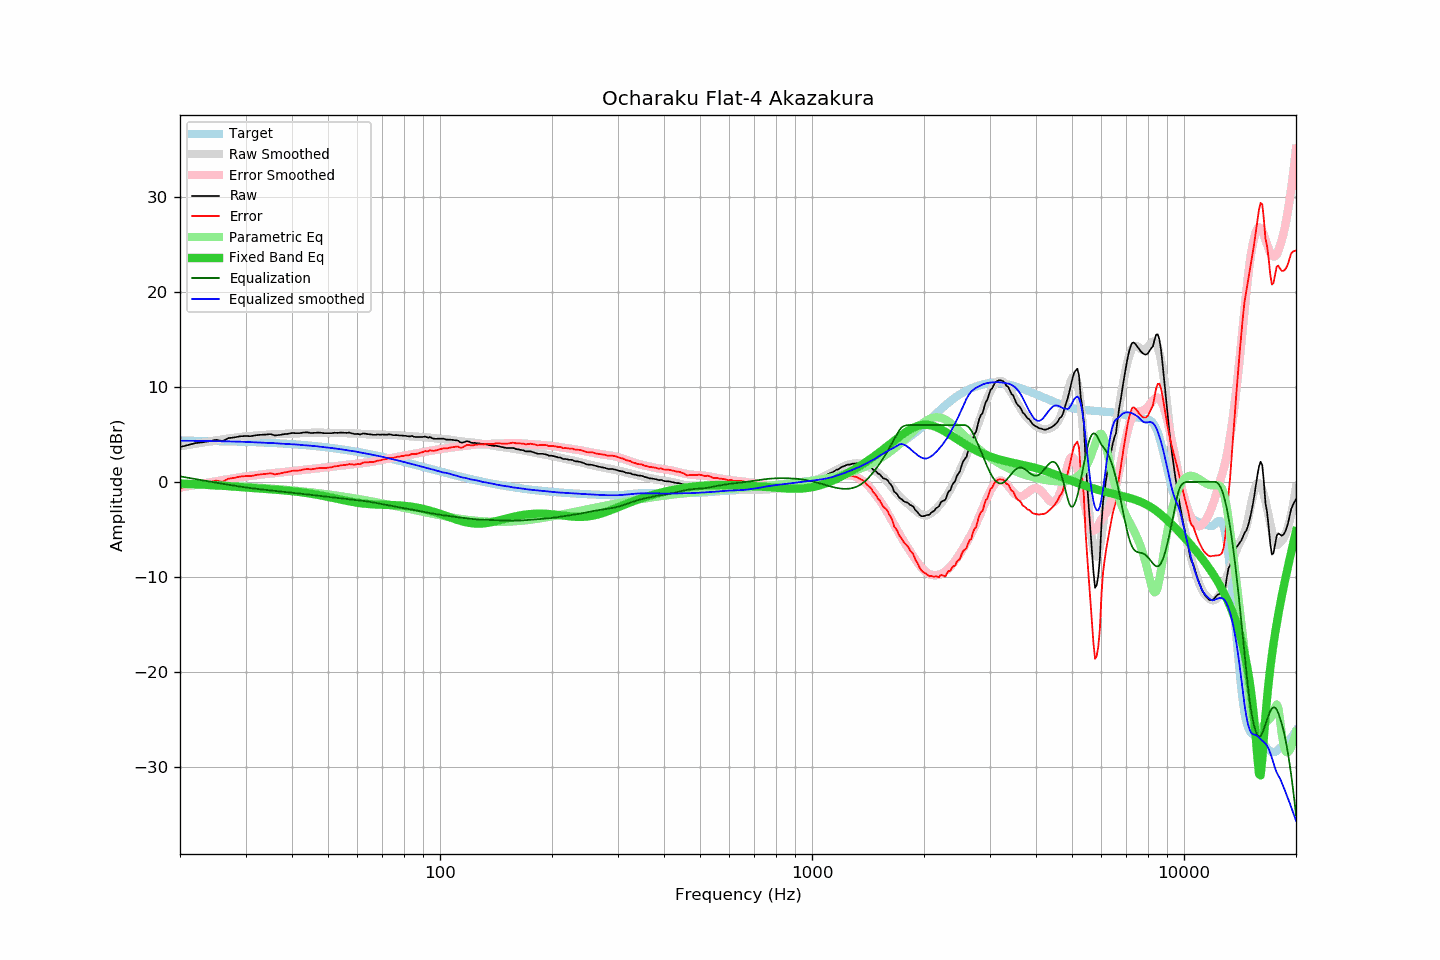 Ocharaku Flat-4 Akazakura
Target
Raw Smoothed
Error Smoothed
Raw
Error
Parametric Eq
Fixed Band Eq
Equalization
Equalized smoothed
30
20
10
0
−10
−20
−30
Amplitude (dBr)
100
1000
10000
Frequency (Hz)